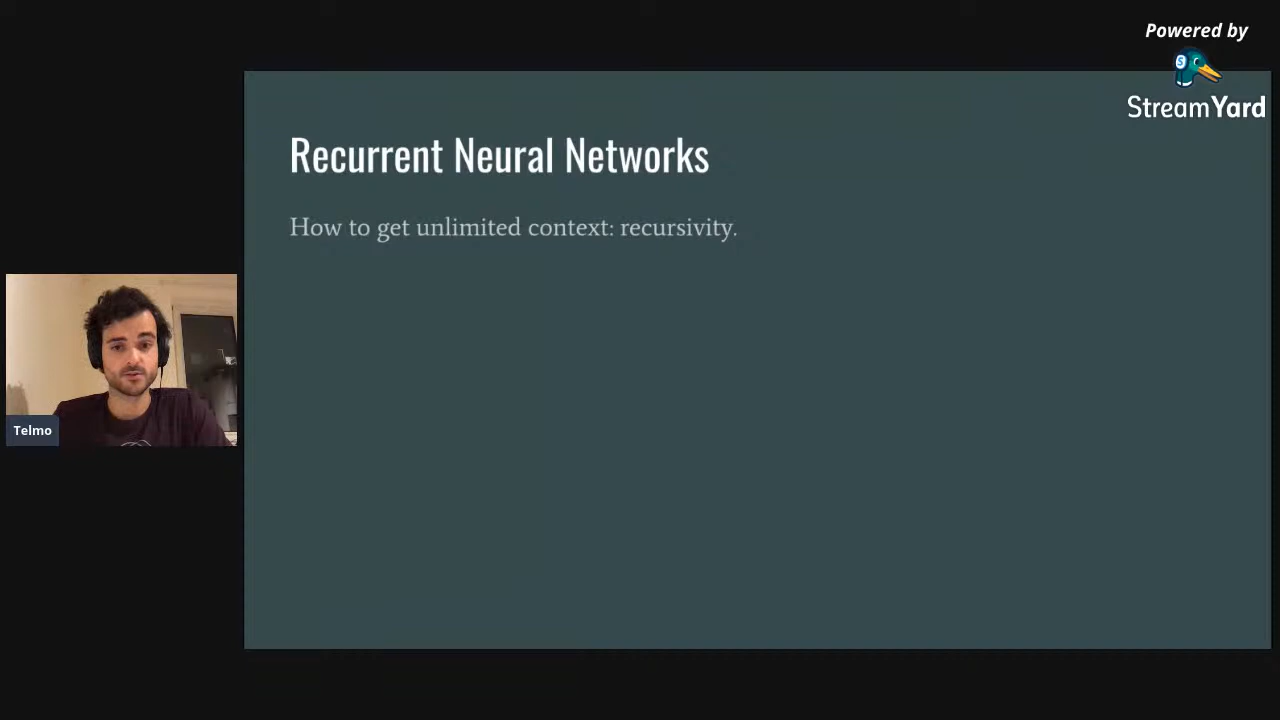 Powered by
StreamYard
Recurrent Neural Networks
How to get unlimited context: recursivity.
Telmo